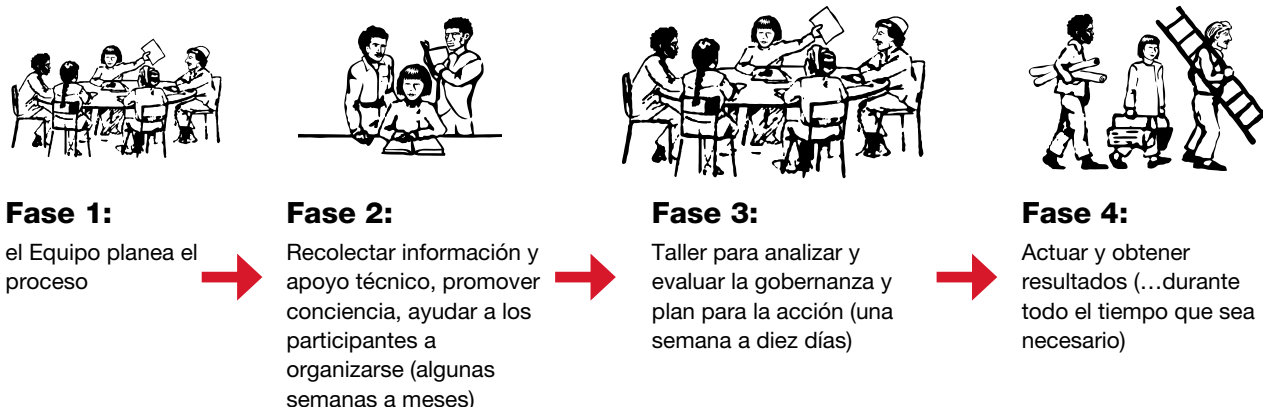 Fase 1:
el Equipo planea el
proceso
Fase 2:
Recolectar información y
apoyo técnico, promover
conciencia, ayudar a los
participantes a
organizarse (algunas
semanas a meses)
Fase 3:
Taller para analizar y
evaluar la gobernanza y
plan para la acción (una
semana a diez días)
Fase 4:
Actuar y obtener
resultados (…durante
todo el tiempo que sea
necesario)